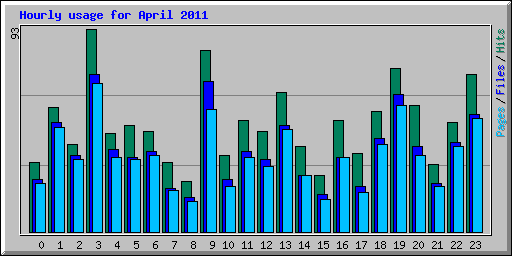 Hourly usage for April 2011
93
Pages / Files / Hits
0 1 2 3 4 5 6 7 8 9 10 11 12 13 14 15 16 17 18 19 20 21 22 23